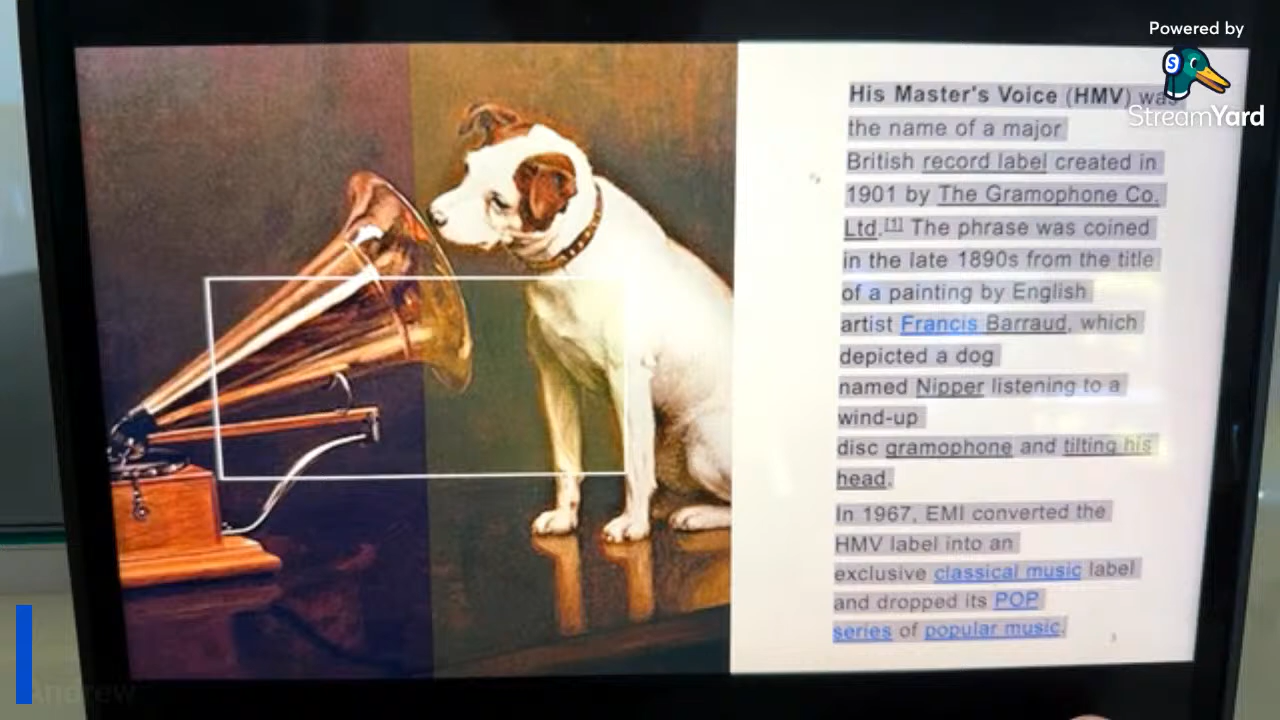 Powered by
StreamYard
His Master's Voice (HMV) was
the name of a major
British record label created in
1901 by The Gramophone Co.
Ltd.[1] The phrase was coined
in the late 1890s from the title
of a painting by English
artist Francis Barraud, which
depicted a dog
named Nipper listening to a
wind-up
disc gramophone and tilting his
head.
In 1967, EMI converted the
HMV label into an
exclusive classical music label
and dropped its POP
series of popular music.
3
Andrew